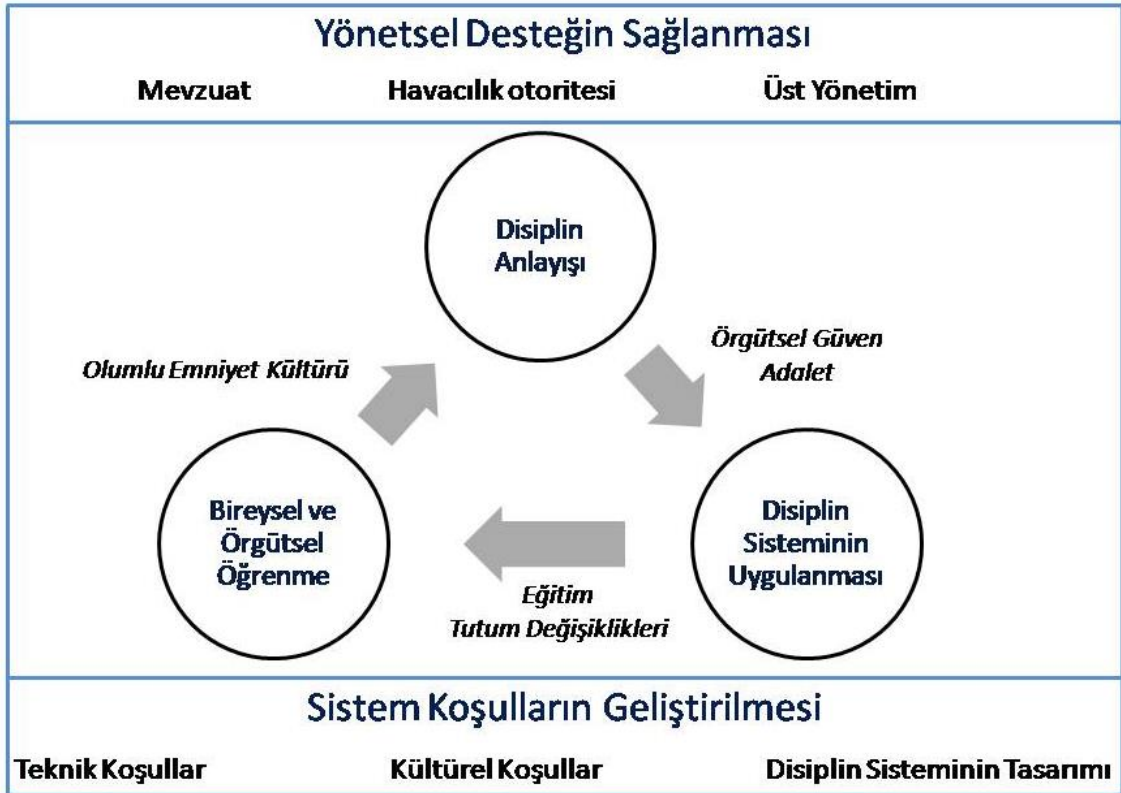 Yönetsel Desteğin Sağlanması
Mevzuat Havacılık otoritesi Üst Yönetim
Disiplin
Anlayışı
Örgütsel Güven
Adalet
Olumlu Emniyet Kültürü
Bireysel ve
Örgütsel
Öğrenme
Disiplin
Sisteminin
Uygulanması
Eğitim
Tutum Değişiklikleri
Sistem Koşulların Geliştirilmesi
Teknik Koşullar Kültürel Koşullar Disiplin Sisteminin Tasarımı